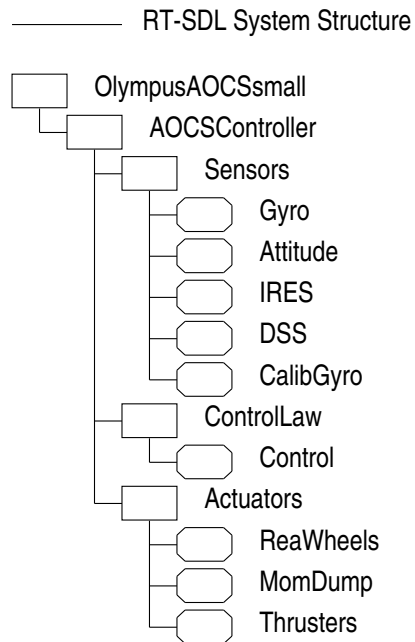 RT-SDL System Structure
OlympusAOCSsmall
AOCSController
Sensors
Gyro
Attitude
IRES
DSS
CalibGyro
ControlLaw
Control
Actuators
ReaWheels
MomDump
Thrusters